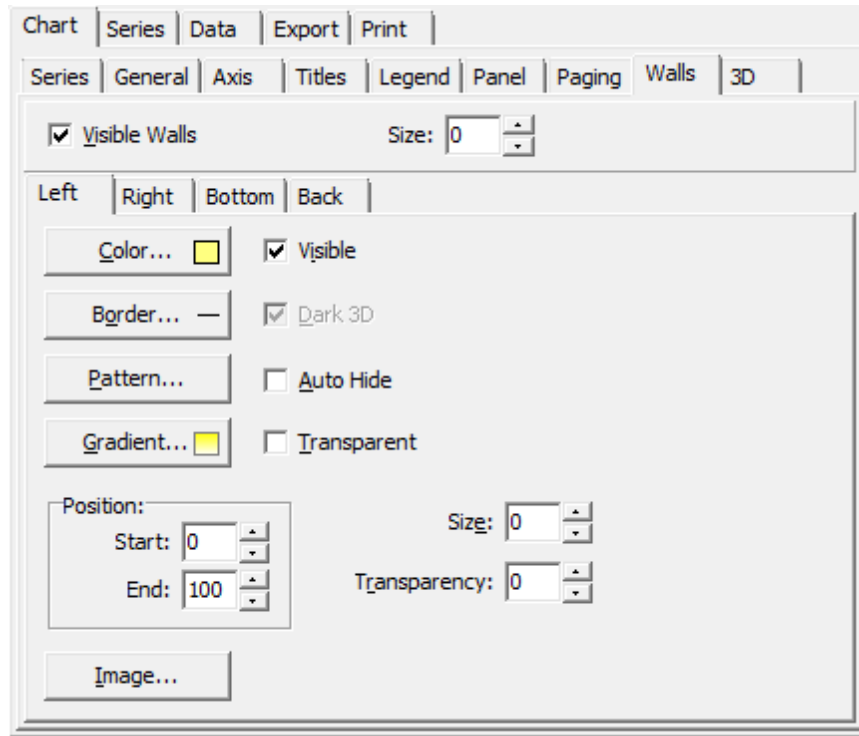 Chart Series Data Export Print
Series General Axis Titles Legend Panel Paging Walls 3D
Visible Walls Size: 0
Left Right Bottom Back
Color... Visible
Border... Dark 3D
Pattern... Auto Hide
Gradient... Transparent
Position:
Start: 0 Size: 0
End: 100 Transparency: 0
Image...